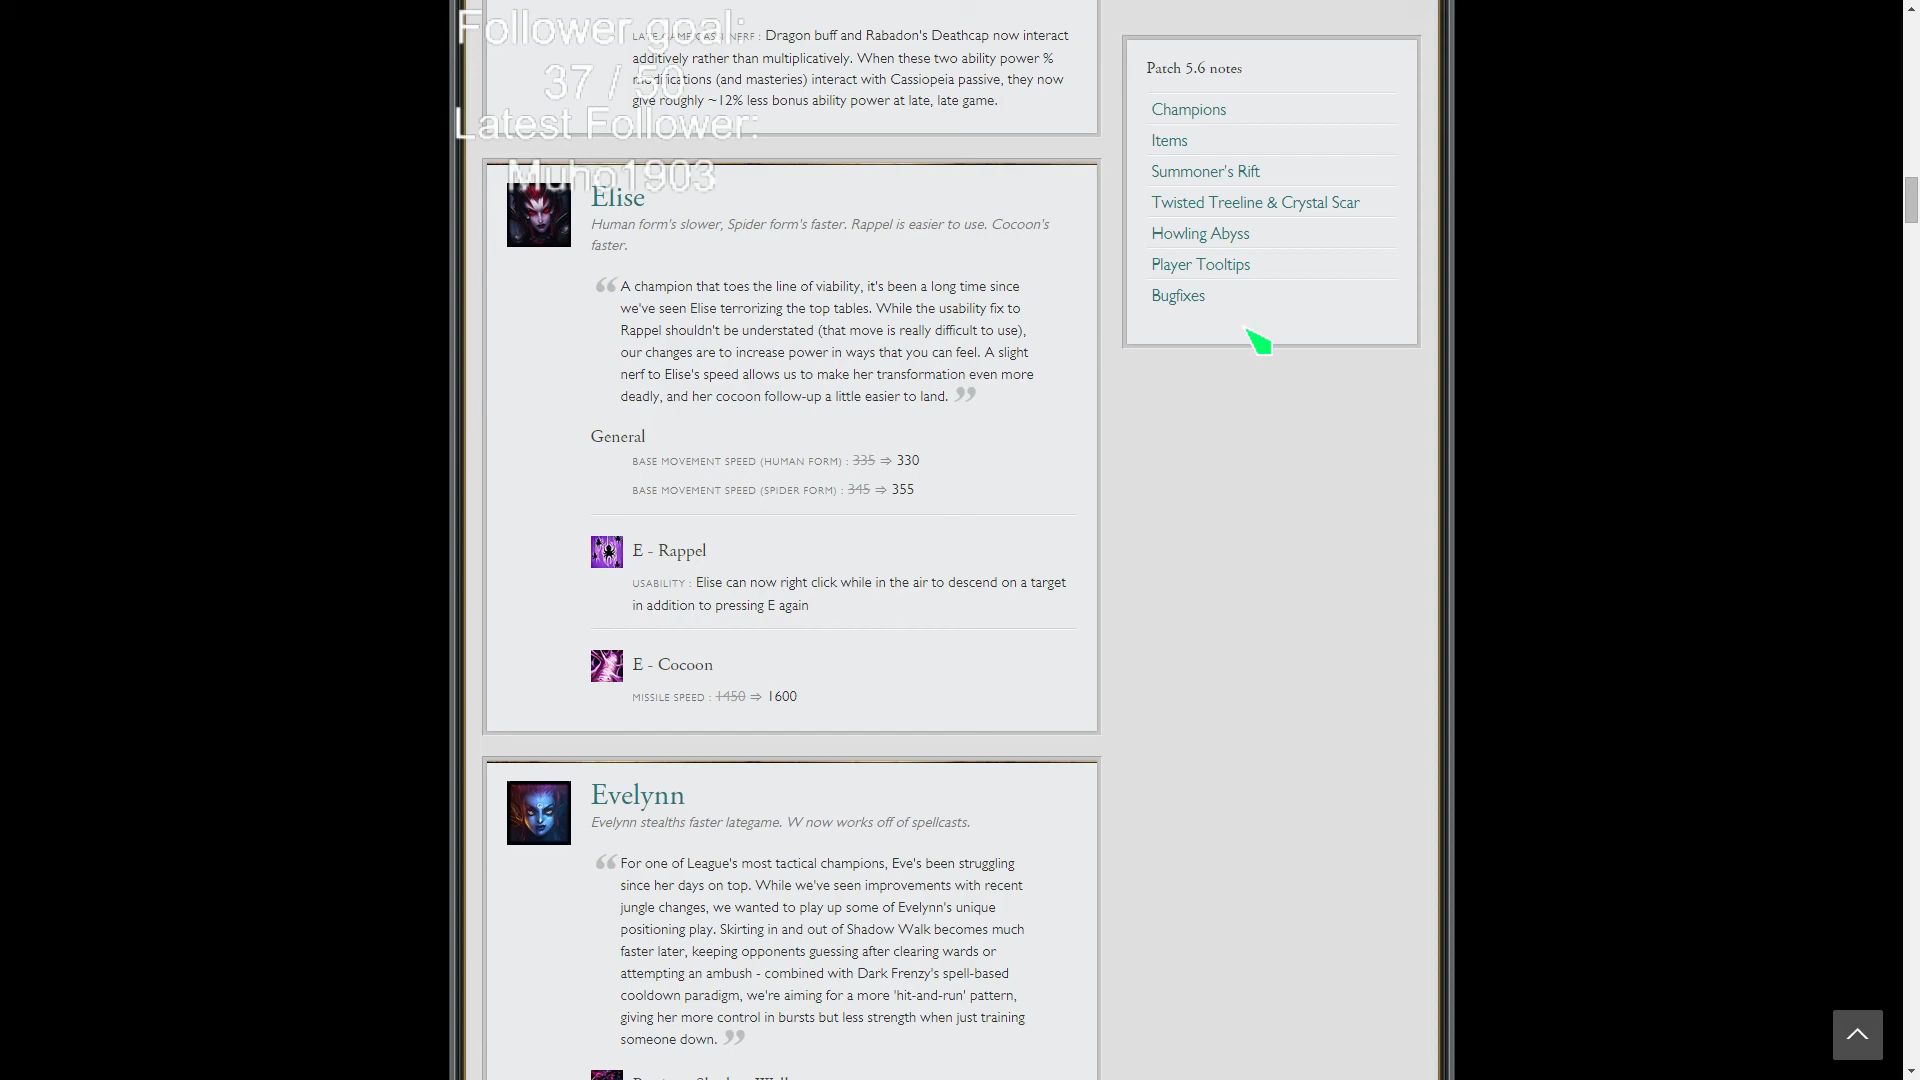 Follower goal:
37 / 50
Latest Follower:
Muho1903
LATE GAME CASS NERF : Dragon buff and Rabadon's Deathcap now interact
additively rather than multiplicatively. When these two ability power %
modifications (and masteries) interact with Cassiopeia passive, they now
give roughly ~12% less bonus ability power at late, late game.
Elise
Human form's slower, Spider form's faster. Rappel is easier to use. Cocoon's
faster.
“ A champion that toes the line of viability, it's been a long time since
we've seen Elise terrorizing the top tables. While the usability fix to
Rappel shouldn't be understated (that move is really difficult to use),
our changes are to increase power in ways that you can feel. A slight
nerf to Elise's speed allows us to make her transformation even more
deadly, and her cocoon follow-up a little easier to land. ”
General
BASE MOVEMENT SPEED (HUMAN FORM) : 335 ⇒ 330
BASE MOVEMENT SPEED (SPIDER FORM) : 345 ⇒ 355
E - Rappel
USABILITY : Elise can now right click while in the air to descend on a target
in addition to pressing E again
E - Cocoon
MISSILE SPEED : 1450 ⇒ 1600
Evelynn
Evelynn stealths faster lategame. W now works off of spellcasts.
“ For one of League's most tactical champions, Eve's been struggling
since her days on top. While we've seen improvements with recent
jungle changes, we wanted to play up some of Evelynn's unique
positioning play. Skirting in and out of Shadow Walk becomes much
faster later, keeping opponents guessing after clearing wards or
attempting an ambush - combined with Dark Frenzy's spell-based
cooldown paradigm, we're aiming for a more 'hit-and-run' pattern,
giving her more control in bursts but less strength when just training
someone down. ”
Patch 5.6 notes
Champions
Items
Summoner's Rift
Twisted Treeline & Crystal Scar
Howling Abyss
Player Tooltips
Bugfixes